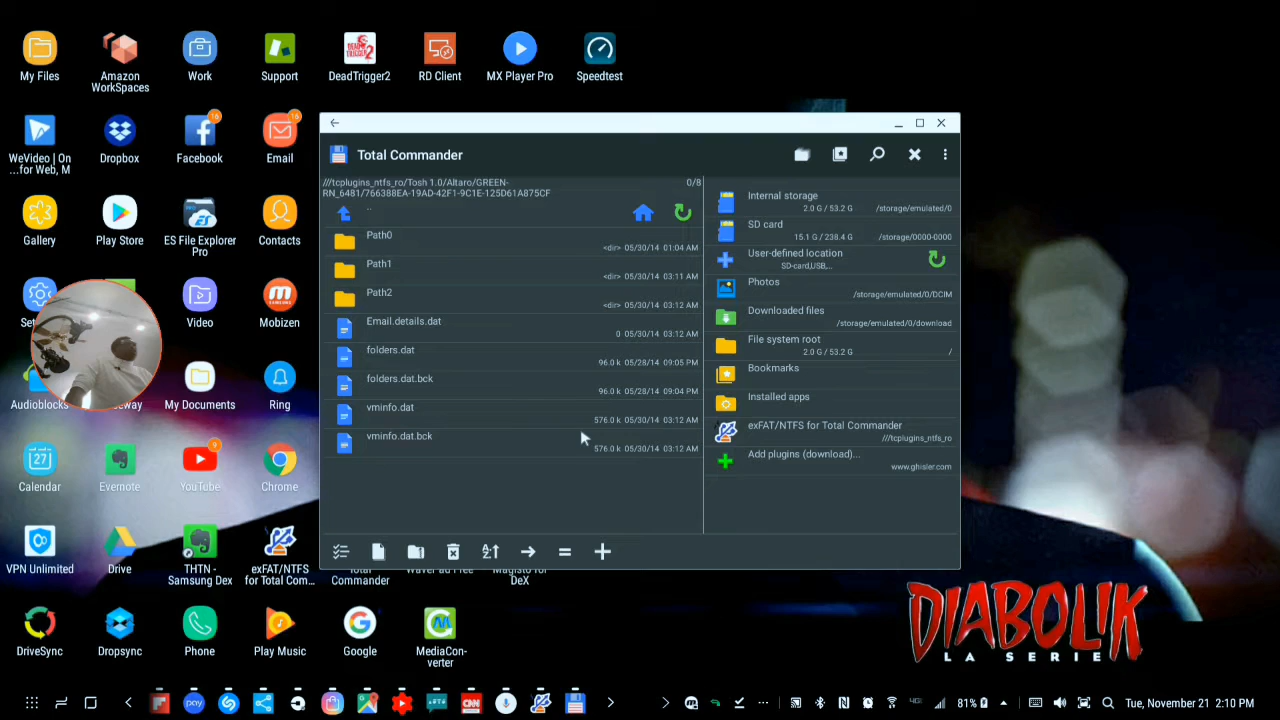 My Files
Amazon
WorkSpaces
Work
Support
DeadTrigger2
RD Client
MX Player Pro
Speedtest
WeVideo | On
...for Web, M
Dropbox
16
Facebook
16
Email
Gallery
Play Store
ES File Explorer
Pro
Contacts
Video
Mobizen
Audioblocks
My Documents
Ring
27
Calendar
Evernote
9
YouTube
Chrome
VPN Unlimited
Drive
THTN -
Samsung Dex
exFAT/NTFS
for Total Com...
Total
Commander
DeX
DriveSync
Dropsync
Phone
Play Music
Google
MediaCon-
verter
Total Commander
///tcplugins_ntfs_ro/Tosh 1.0/Altaro/GREEN-
RN_6481/766388EA-19AD-42F1-9C1E-125D61A875CF
0/8
..
Path0
<dir> 05/30/14 01:04 AM
Path1
<dir> 05/30/14 03:11 AM
Path2
<dir> 05/30/14 03:12 AM
Email.details.dat
0 05/30/14 03:12 AM
folders.dat
96.0 k 05/28/14 09:05 PM
folders.dat.bck
96.0 k 05/28/14 09:04 PM
vminfo.dat
576.0 k 05/30/14 03:12 AM
vminfo.dat.bck
576.0 k 05/30/14 03:12 AM
Internal storage
2.0 G / 53.2 G /storage/emulated/0
SD card
15.1 G / 238.4 G /storage/0000-0000
User-defined location
SD-card,USB,...
Photos
/storage/emulated/0/DCIM
Downloaded files
/storage/emulated/0/download
File system root
2.0 G / 53.2 G /
Bookmarks
Installed apps
exFAT/NTFS for Total Commander
///tcplugins_ntfs_ro
Add plugins (download)...
www.ghisler.com
DIABOLIK
LA SERIE
pay
CNN
81%
Tue, November 21 2:10 PM